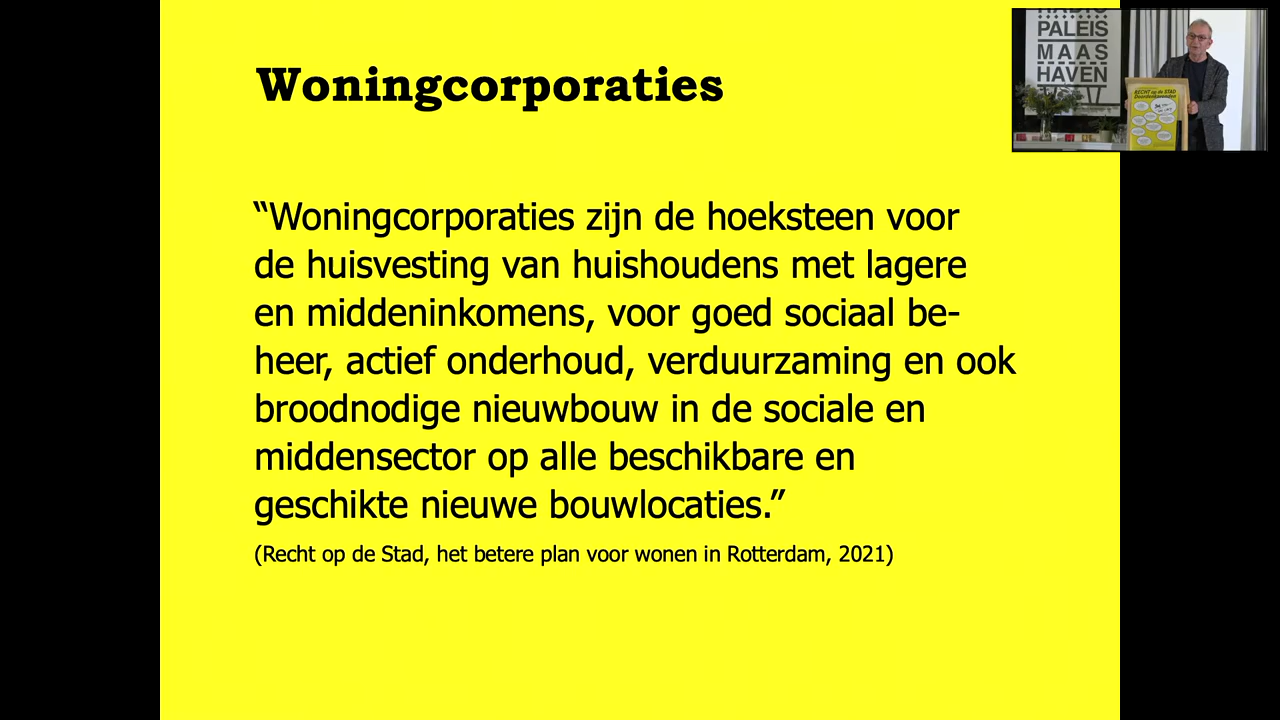 Woningcorporaties
“Woningcorporaties zijn de hoeksteen voor
de huisvesting van huishoudens met lagere
en middeninkomens, voor goed sociaal be-
heer, actief onderhoud, verduurzaming en ook
broodnodige nieuwbouw in de sociale en
middensector op alle beschikbare en
geschikte nieuwe bouwlocaties.”
(Recht op de Stad, het betere plan voor wonen in Rotterdam, 2021)
PALEIS
MAAS
HAVEN
RECHT op de STAD